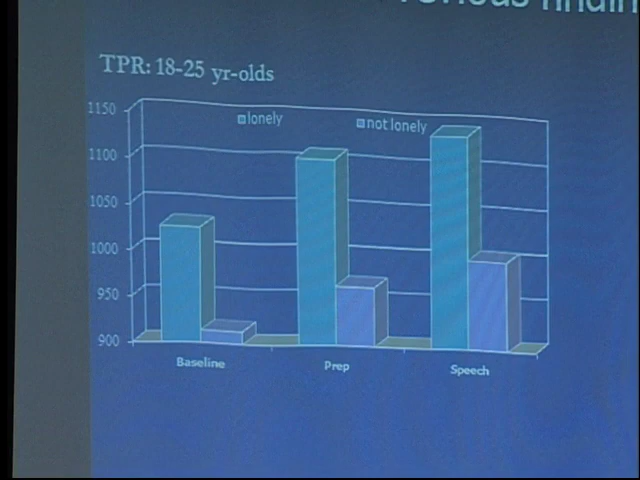 TPR: 18-25 yr-olds
lonely
not lonely
1150
1100
1050
1000
950
900
Baseline
Prep
Speech